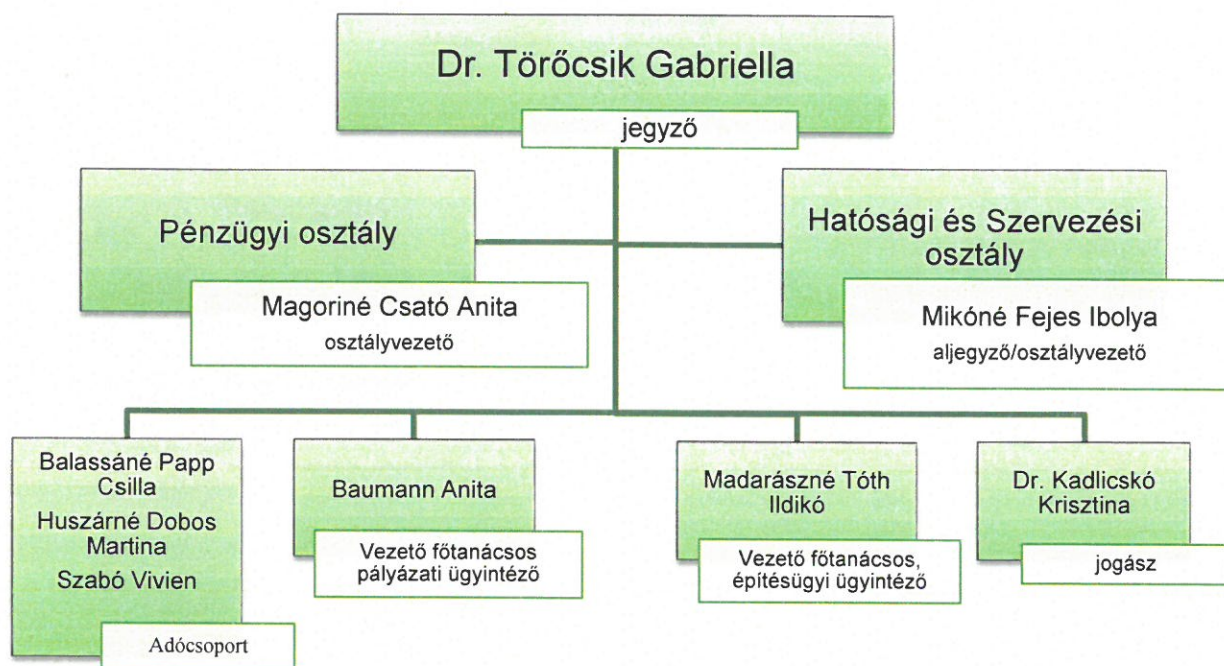 Dr. Törőcsik Gabriella
jegyző
Pénzügyi osztály
Magoriné Csató Anita
osztályvezető
Hatósági és Szervezési
osztály
Mikóné Fejes Ibolya
aljegyző/osztályvezető
Balassáné Papp
Csilla
Huszárné Dobos
Martina
Szabó Vivien
Adócsoport
Baumann Anita
Vezető főtanácsos
pályázati ügyintéző
Madarászné Tóth
Ildikó
Vezető főtanácsos,
építésügyi ügyintéző
Dr. Kadlicskó
Krisztina
jogász